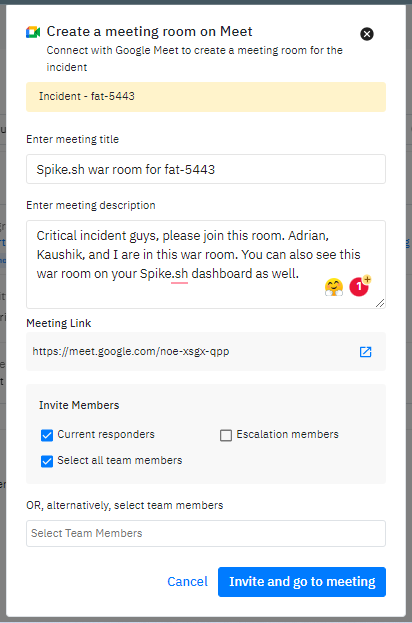 Create a meeting room on Meet
Connect with Google Meet to create a meeting room for the
incident
Incident - fat-5443
Enter meeting title
Spike.sh war room for fat-5443
Enter meeting description
Critical incident guys, please join this room. Adrian,
Kaushik, and I are in this war room. You can also see this
war room on your Spike.sh dashboard as well.
1
Meeting Link
https://meet.google.com/noe-xsgx-qpp
Invite Members
Current responders
Escalation members
Select all team members
OR, alternatively, select team members
Select Team Members
Cancel
Invite and go to meeting